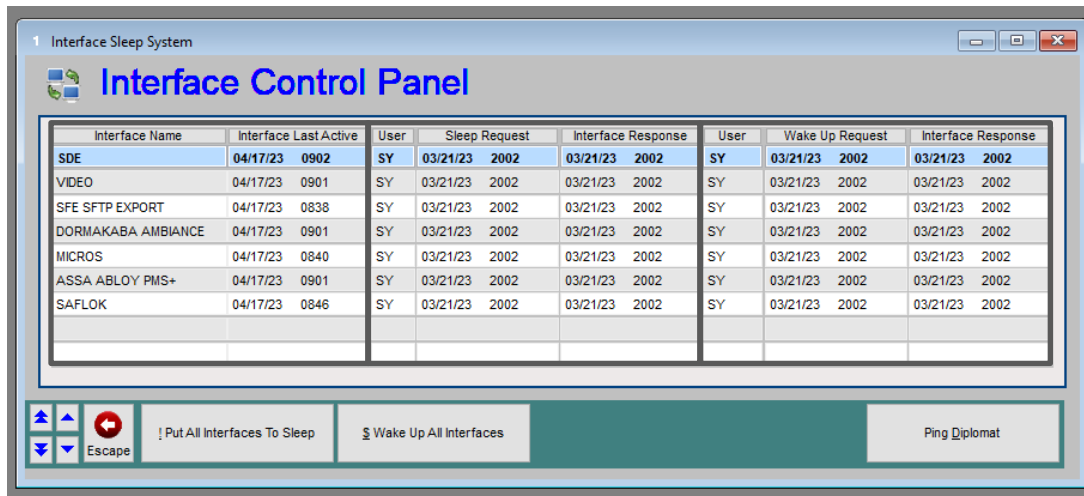 1 Interface Sleep System
Interface Control Panel
Interface Name Interface Last Active User Sleep Request Interface Response User Wake Up Request Interface Response
SDE 04/17/23 0902 SY 03/21/23 2002 03/21/23 2002 SY 03/21/23 2002 03/21/23 2002
VIDEO 04/17/23 0901 SY 03/21/23 2002 03/21/23 2002 SY 03/21/23 2002 03/21/23 2002
SFE SFTP EXPORT 04/17/23 0838 SY 03/21/23 2002 03/21/23 2002 SY 03/21/23 2002 03/21/23 2002
DORMAKABA AMBIANCE 04/17/23 0901 SY 03/21/23 2002 03/21/23 2002 SY 03/21/23 2002 03/21/23 2002
MICROS 04/17/23 0840 SY 03/21/23 2002 03/21/23 2002 SY 03/21/23 2002 03/21/23 2002
ASSA ABLOY PMS+ 04/17/23 0901 SY 03/21/23 2002 03/21/23 2002 SY 03/21/23 2002 03/21/23 2002
SAFLOK 04/17/23 0846 SY 03/21/23 2002 03/21/23 2002 SY 03/21/23 2002 03/21/23 2002
Escape ! Put All Interfaces To Sleep $ Wake Up All Interfaces Ping Diplomat